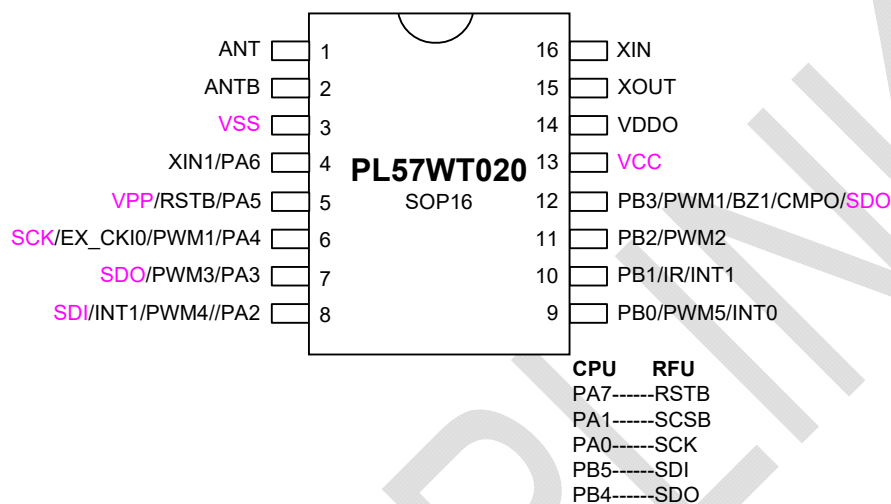 ANT 1 16 XIN
ANTB 2 15 XOUT
VSS 3 14 VDDO
XIN1/PA6 4 13 VCC
PL57WT020
VPP/RSTB/PA5 5 SOP16 12 PB3/PWM1/BZ1/CMPO/SDO
SCK/EX_CKI0/PWM1/PA4 6 11 PB2/PWM2
SDO/PWM3/PA3 7 10 PB1/IR/INT1
SDI/INT1/PWM4//PA2 8 9 PB0/PWM5/INT0
CPU RFU
PA7------RSTB
PA1------SCSB
PA0------SCK
PB5------SDI
PB4------SDO